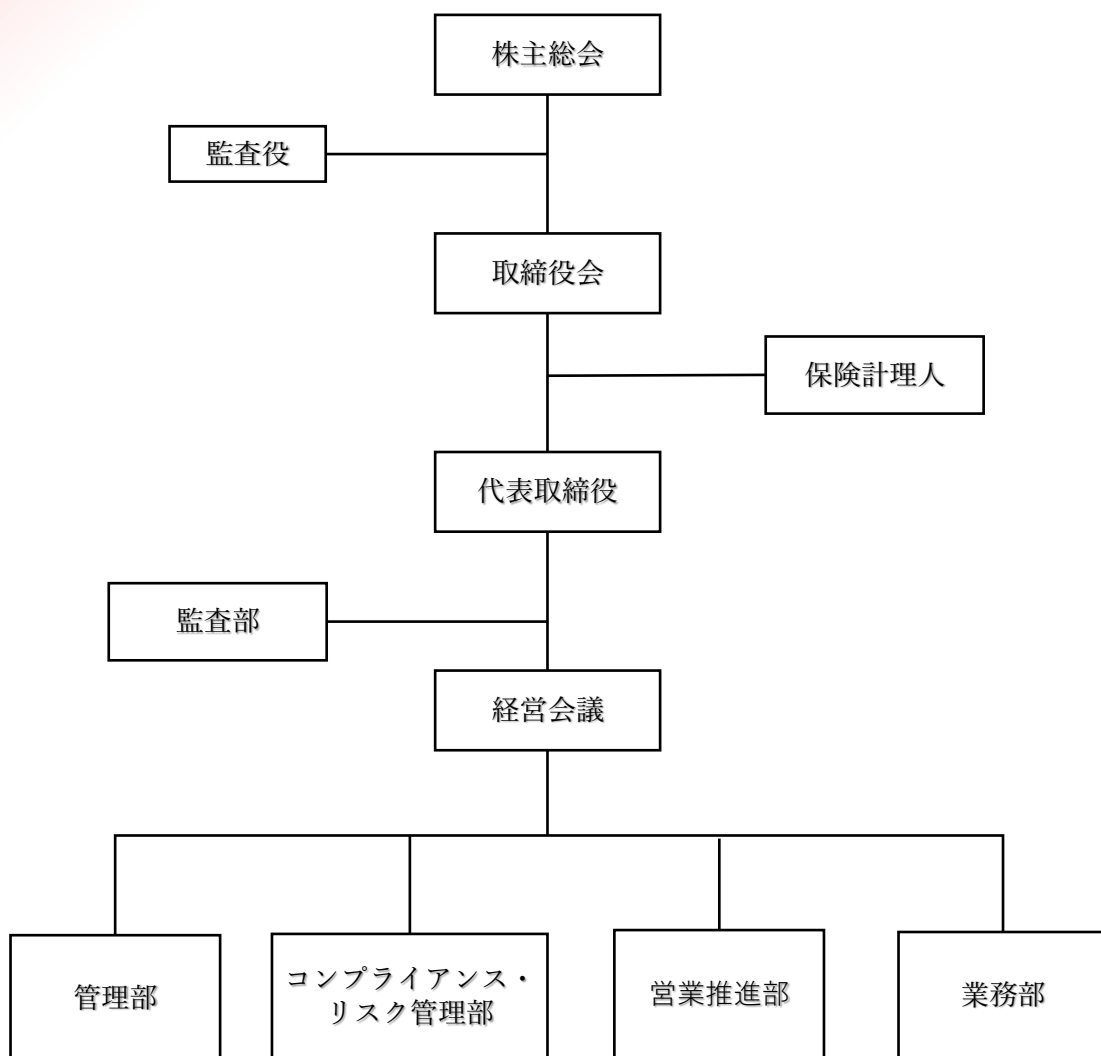 株主総会
監査役
取締役会
保険計理人
代表取締役
監査部
経営会議
管理部
コンプライアンス・
リスク管理部
営業推進部
業務部